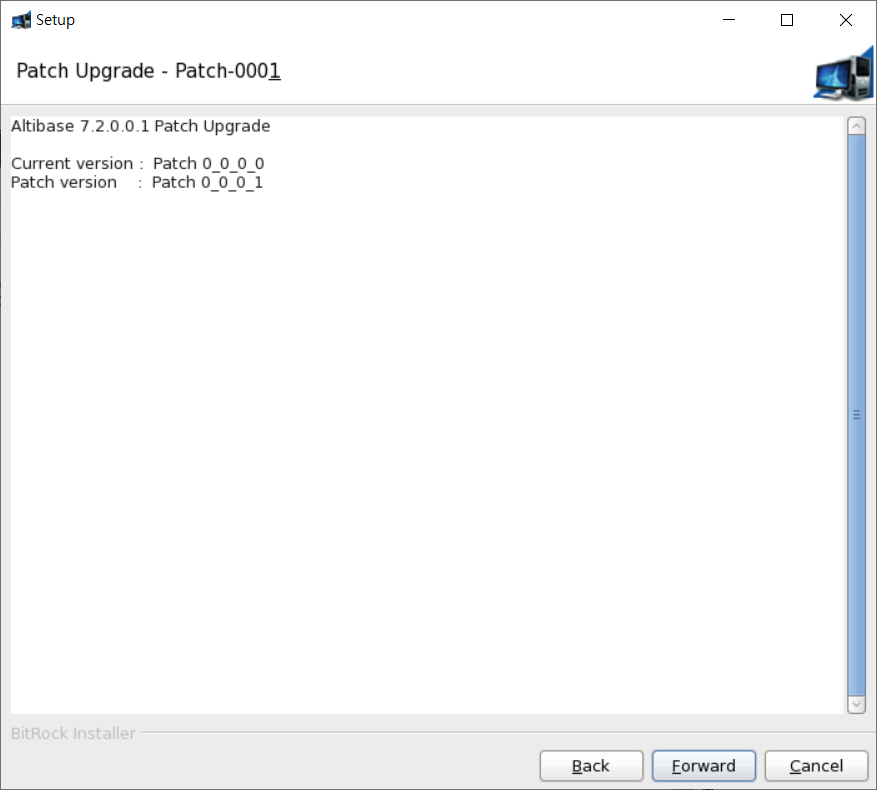 Setup
Patch Upgrade - Patch-0001
Altibase 7.2.0.0.1 Patch Upgrade
Current version :  Patch 0_0_0_0
Patch version    :  Patch 0_0_0_1
BitRock Installer
Back
Forward
Cancel